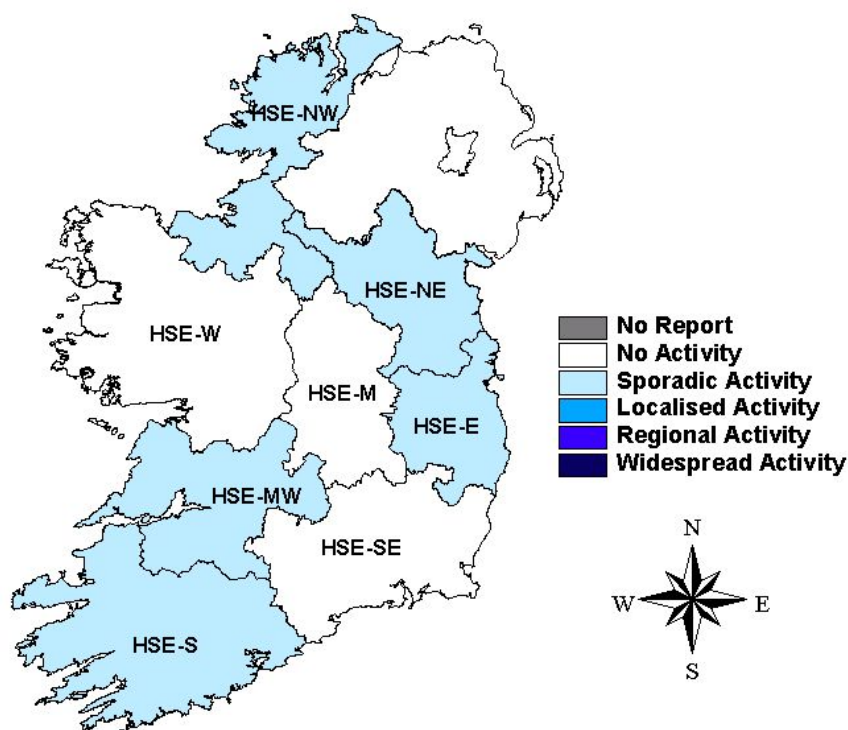 HSE-NW
HSE-NE
HSE-W
HSE-M
HSE-E
HSE-MW
HSE-SE
HSE-S
No Report
No Activity
Sporadic Activity
Localised Activity
Regional Activity
Widespread Activity
N
W E
S